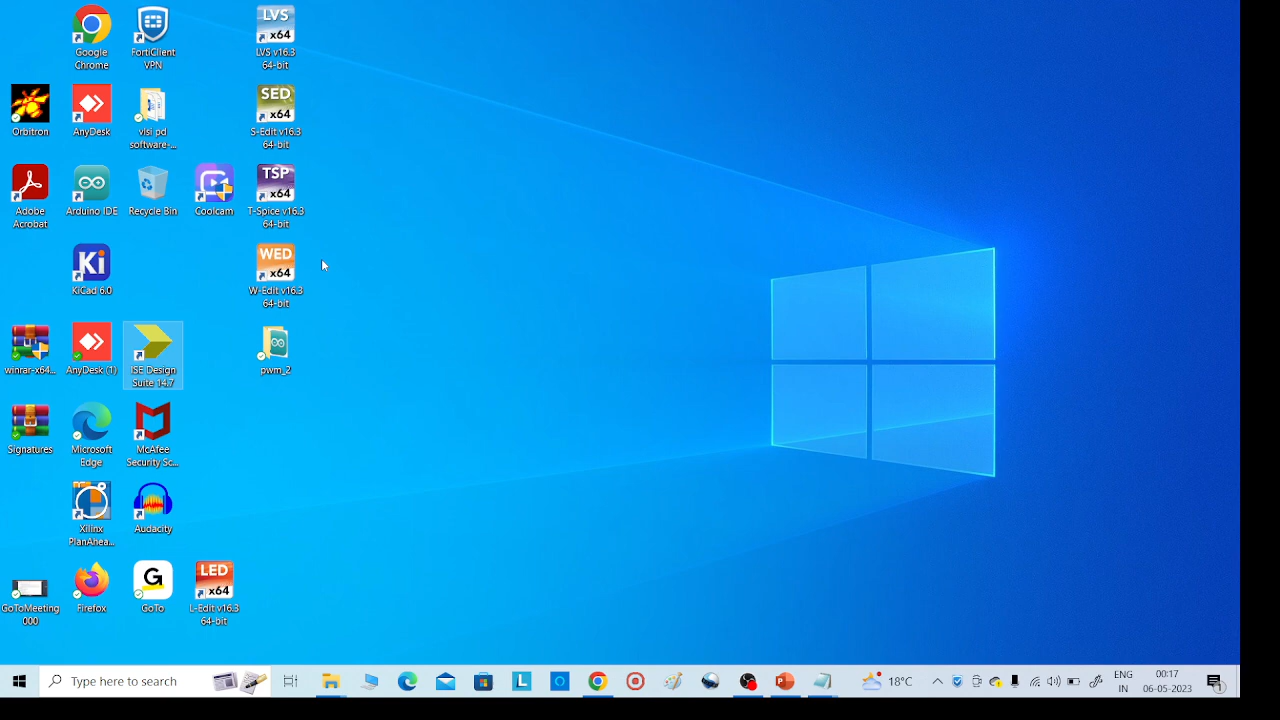 Google
Chrome
FortiClient
VPN
LVS
x64
LVS v16.3
64-bit
Orbitron
AnyDesk
vlsi pd
software-...
SED
x64
S-Edit v16.3
64-bit
Adobe
Acrobat
Arduino IDE
Recycle Bin
Coolcam
TSP
x64
T-Spice v16.3
64-bit
Ki
KiCad 6.0
WED
x64
W-Edit v16.3
64-bit
winrar-x64...
AnyDesk (1)
ISE Design
Suite 14.7
pwm_2
Signatures
Microsoft
Edge
McAfee
Security Sc...
Xilinx
PlanAhea...
Audacity
GoToMeeting
000
Firefox
G
GoTo
LED
x64
L-Edit v16.3
64-bit
Type here to search
L
18°C
ENG
IN
00:17
06-05-2023
1